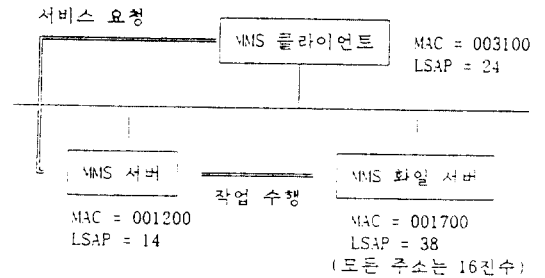 서비스 요청
MMS 클라이언트
MAC = 003100
LSAP = 24
MMS 서버
작업 수행
MMS 화일 서버
MAC = 001200
LSAP = 14
MAC = 001700
LSAP = 38
(모든 주소는 16진수)